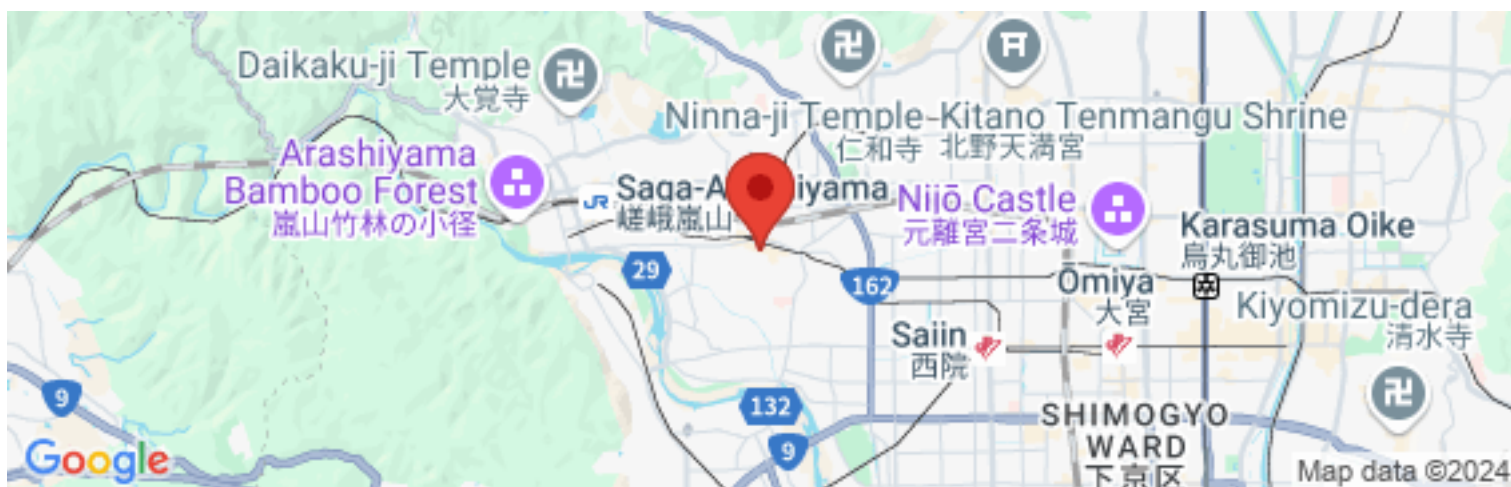 Daikaku-ji Temple
大覚寺
Ninna-ji Temple
仁和寺
Kitano Tenmangu Shrine
北野天満宮
Arashiyama
Bamboo Forest
嵐山竹林の小径
JR
嵯峨嵐山
Nijō Castle
元離宮二条城
Karasuma Oike
烏丸御池
29
162
Ōmiya
大宮
Kiyomizu-dera
清水寺
Saiin
西院
9
132
9
SHIMOGYO
WARD
下京区
Google
Map data ©2024